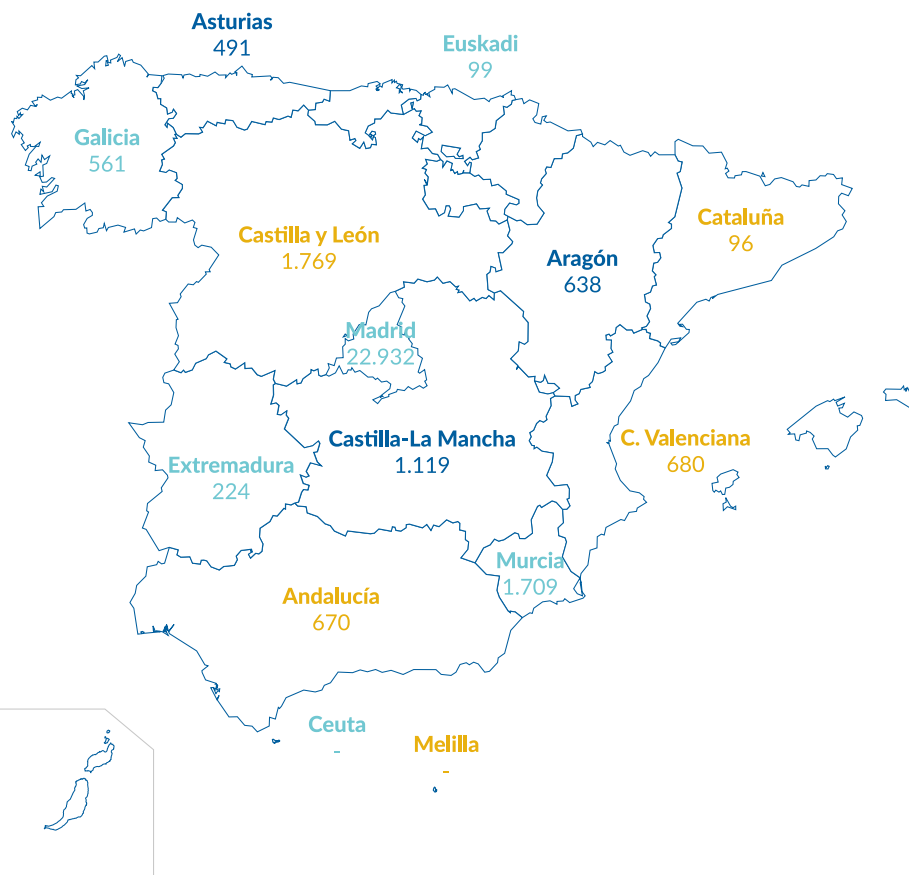 Asturias
491
Euskadi
99
Galicia
561
Castilla y León
1.769
Cataluña
96
Aragón
638
Madrid
22.932
Castilla-La Mancha
1.119
C. Valenciana
680
Extremadura
224
Murcia
1.709
Andalucía
670
Ceuta
-
Melilla
-